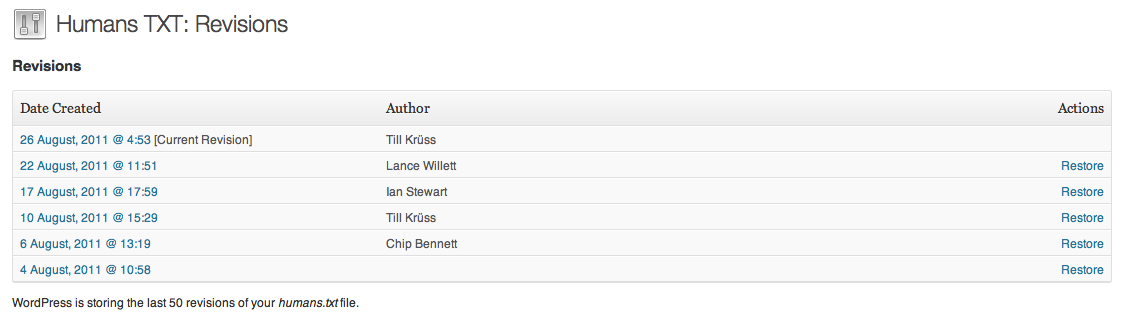 Humans TXT: Revisions
Revisions
Date Created Author Actions
26 August, 2011 @ 4:53 [Current Revision] Till Krüss
22 August, 2011 @ 11:51 Lance Willett Restore
17 August, 2011 @ 17:59 Ian Stewart Restore
10 August, 2011 @ 15:29 Till Krüss Restore
6 August, 2011 @ 13:19 Chip Bennett Restore
4 August, 2011 @ 10:58 Restore
WordPress is storing the last 50 revisions of your humans.txt file.